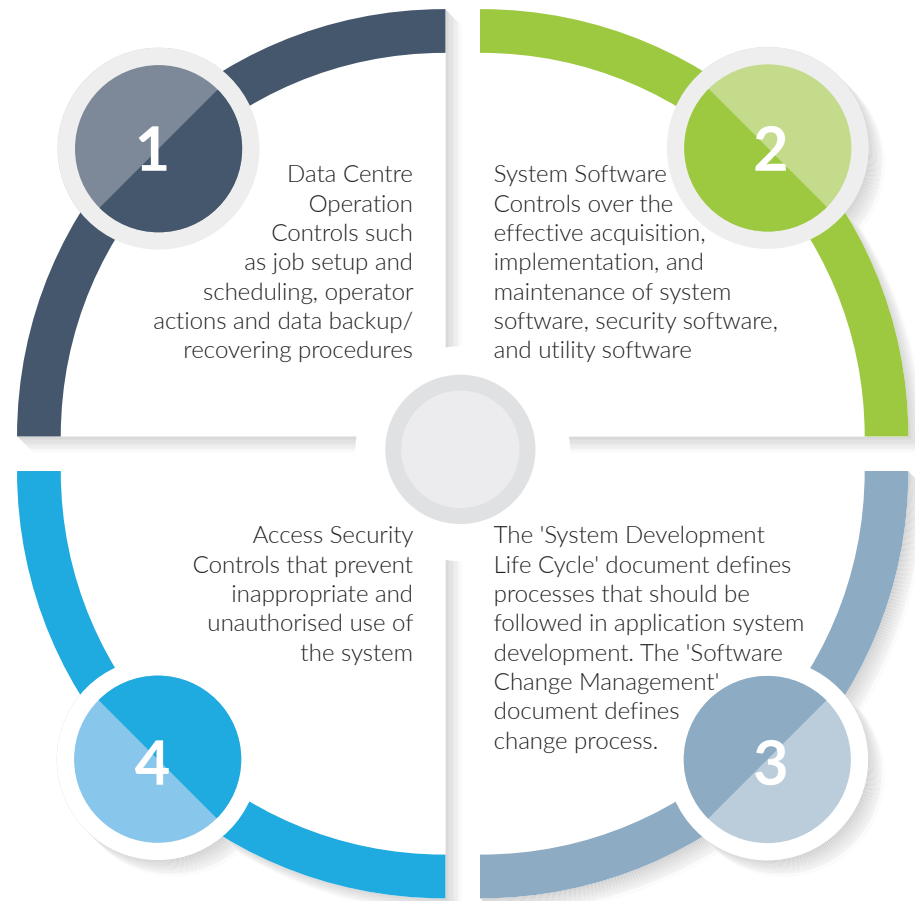 1
Data Centre
Operation
Controls such
as job setup and
scheduling, operator
actions and data backup/
recovering procedures
2
System Software
Controls over the
effective acquisition,
implementation, and
maintenance of system
software, security software,
and utility software
The 'System Development
Life Cycle' document defines
processes that should be
followed in application system
development. The 'Software
Change Management'
document defines
change process.
3
Access Security
Controls that prevent
inappropriate and
unauthorised use of
the system
4